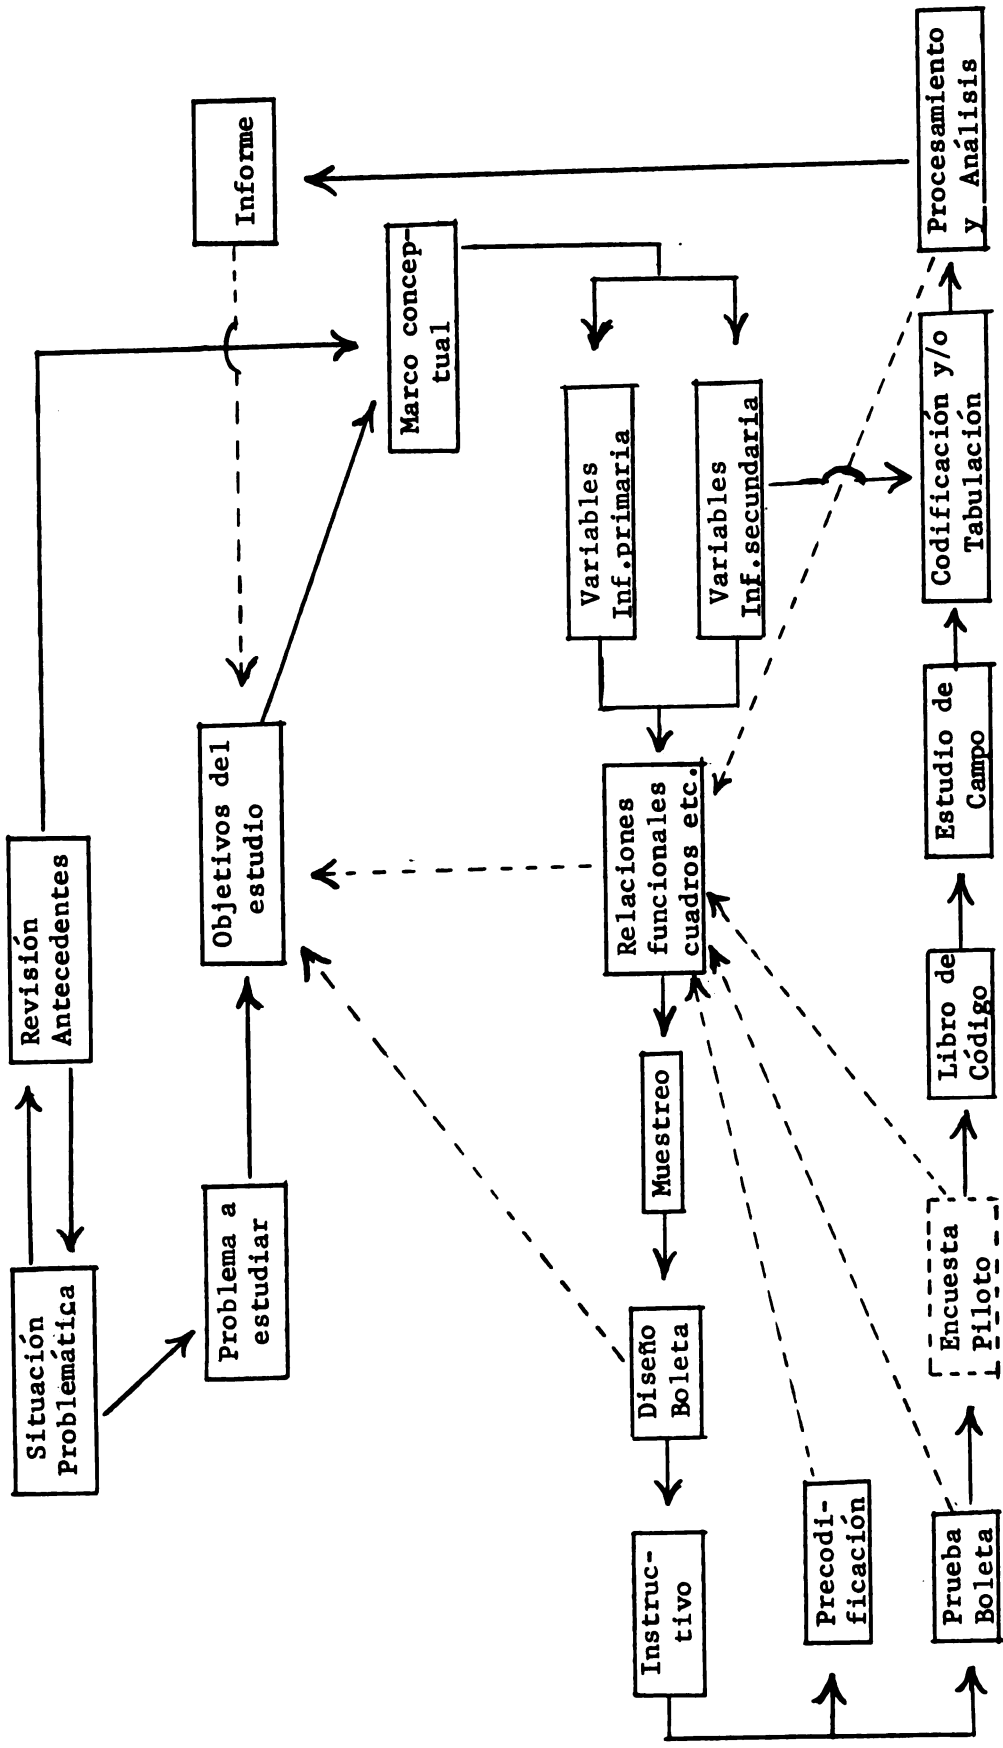 Situación
Problemática
Revisión
Antecedentes
Problema a
estudiar
Objetivos del
estudio
Informe
Marco concep-
tual
Variables
Inf.primaria
Variables
Inf.secundaria
Relaciones
funcionales
cuadros etc.
Muestreo
Diseño
Boleta
Instruc-
tivo
Precodi-
ficación
Prueba
Boleta
Encuesta
Piloto
Libro de
Código
Estudio de
Campo
Codificación y/o
Tabulación
Procesamiento
y Análisis